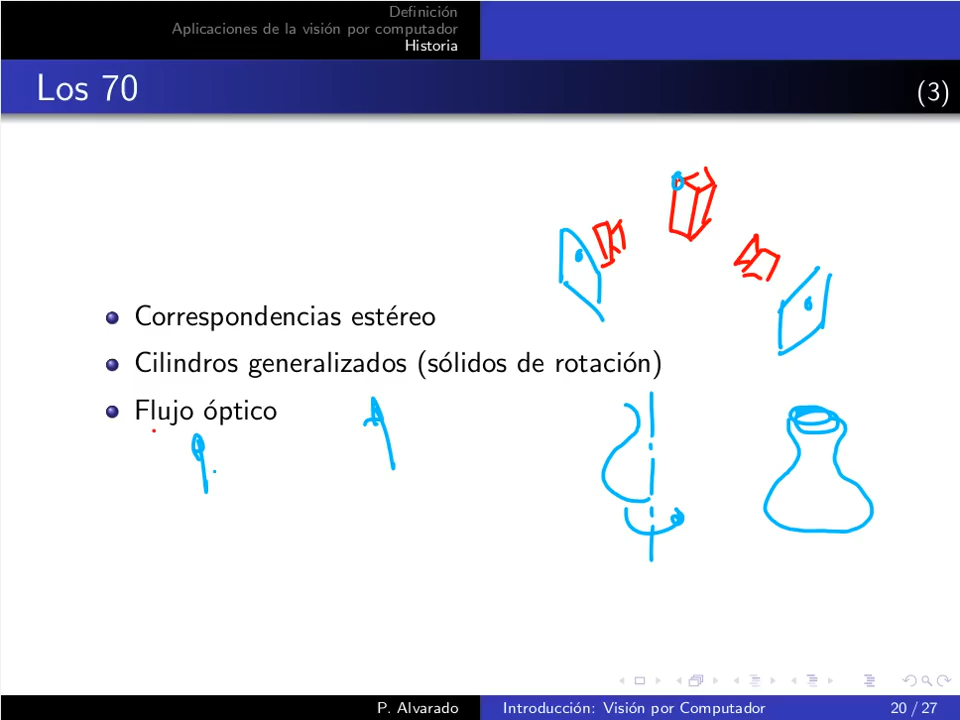 Definición
Aplicaciones de la visión por computador
Historia
Los 70
(3)
Correspondencias estéreo
Cilindros generalizados (sólidos de rotación)
Flujo óptico
P. Alvarado
Introducción: Visión por Computador
20 / 27